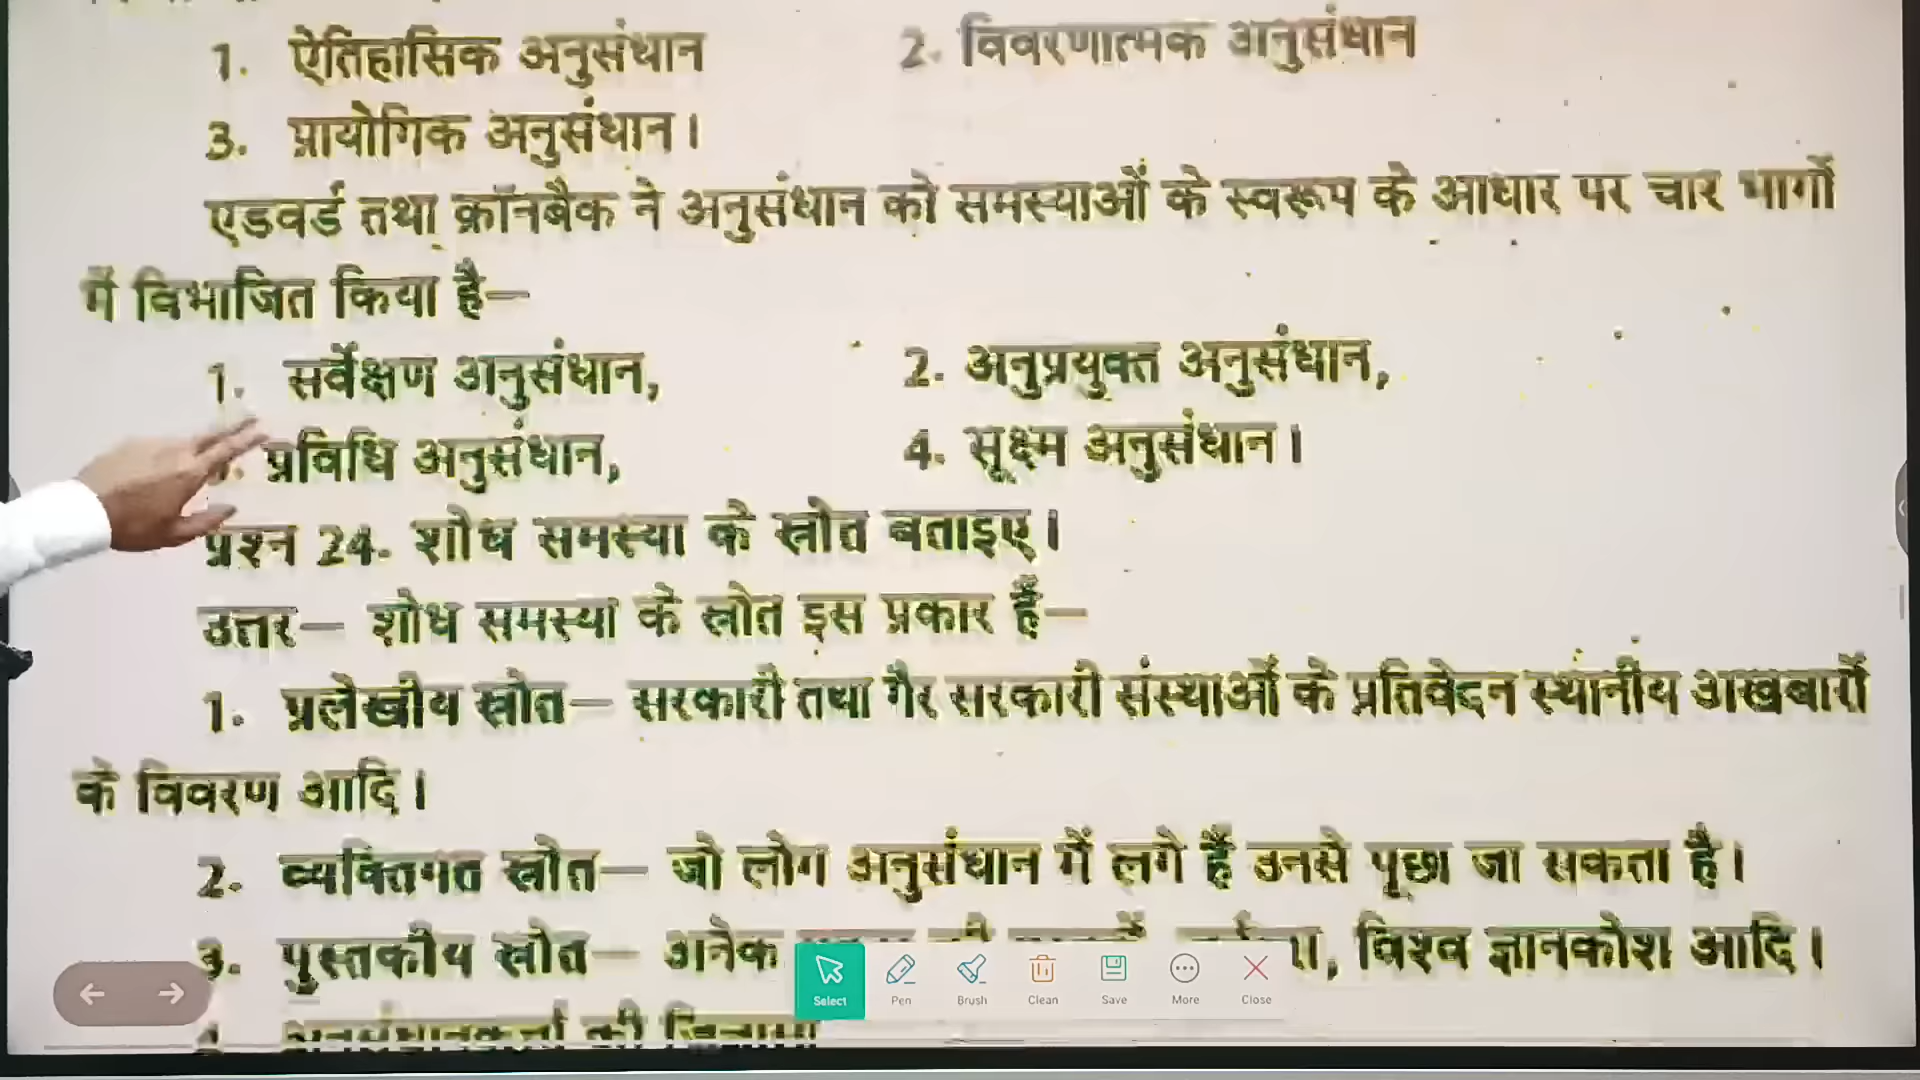 1. ऐतिहासिक अनुसंधान 2. विवरणात्मक अनुसंधान
3. प्रायोगिक अनुसंधान।
एडवर्ड तथा क्रॉनबैक ने अनुसंधान को समस्याओं के स्वरूप के आधार पर चार भागों
में विभाजित किया है—
1. सर्वेक्षण अनुसंधान, 2. अनुप्रयुक्त अनुसंधान,
प्रविधि अनुसंधान, 4. सूक्ष्म अनुसंधान।
प्रश्न 24. शोध समस्या के स्रोत बताइए।
उत्तर— शोध समस्या के स्रोत इस प्रकार हैं—
1. प्रलेखीय स्रोत— सरकारी तथा गैर सरकारी संस्थाओं के प्रतिवेदन स्थानीय अखबारों
के विवरण आदि।
2. व्यक्तिगत स्रोत— जो लोग अनुसंधान में लगे हैं उनसे पूछा जा सकता है।
3. पुस्तकीय स्रोत— अनेक विश्व ज्ञानकोश आदि।
Select Pen Brush Clean Save More Close